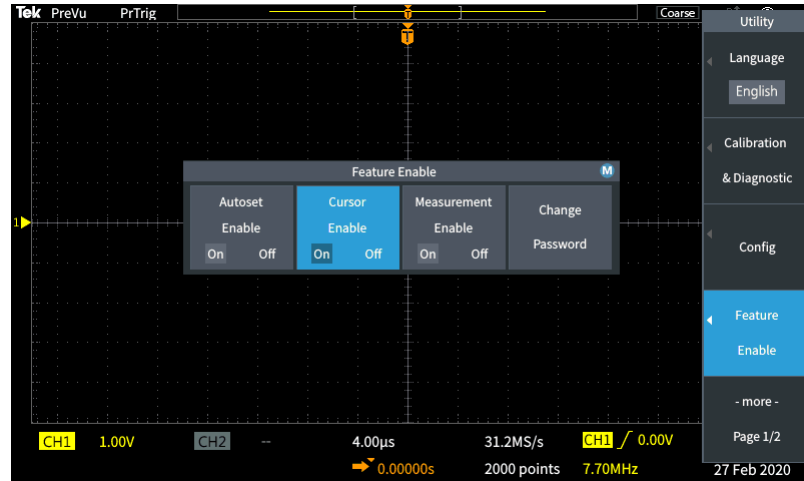 Tek PreVu PrTrig T Coarse
Utility
T
Language
English
Calibration
& Diagnostic
Feature Enable M
Autoset
Enable
On Off
Cursor
Enable
On Off
Measurement
Enable
On Off
Change
Password
1
Config
Feature
Enable
- more -
Page 1/2
CH1 1.00V CH2 -- 4.00µs 31.2MS/s CH1 0.00V
0.00000s 2000 points 7.70MHz 27 Feb 2020